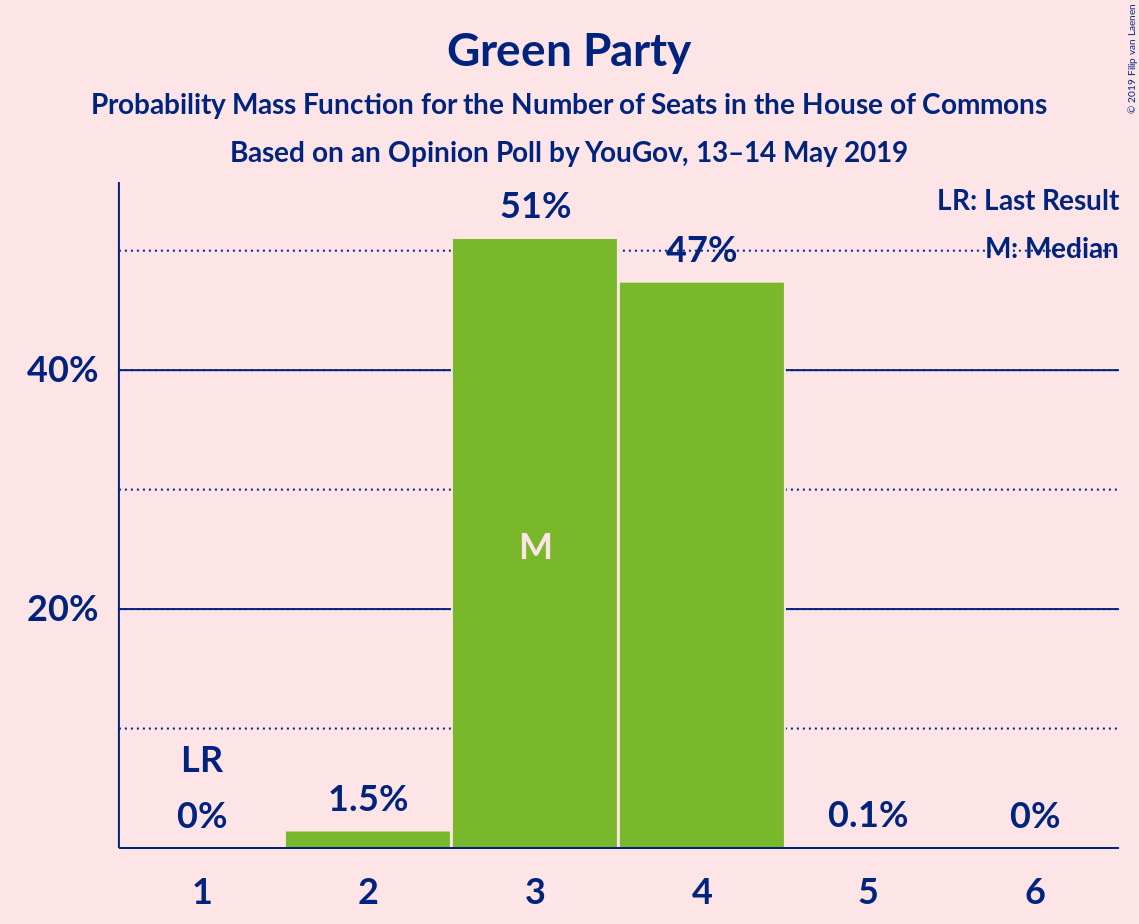 Green Party
Probability Mass Function for the Number of Seats in the House of Commons
Based on an Opinion Poll by YouGov, 13–14 May 2019
© 2019 Filip van Laenen
LR: Last Result
M: Median
51%
47%
40%
20%
M
LR
0%
1.5%
0.1%
0%
1
2
3
4
5
6